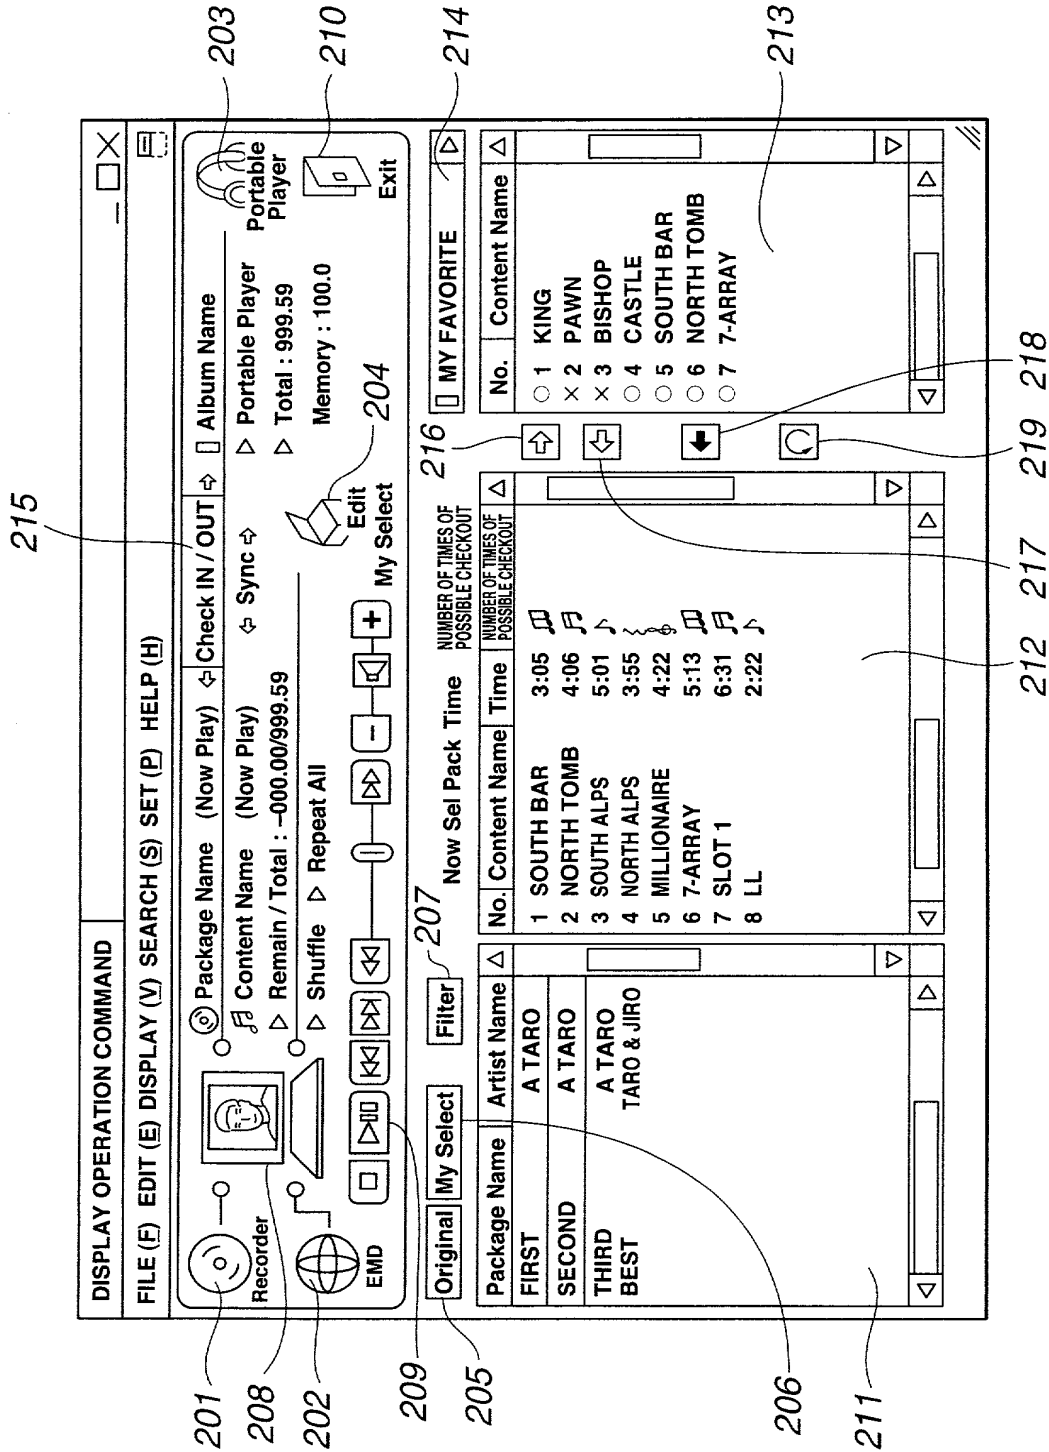 DISPLAY OPERATION COMMAND
FILE (F) EDIT (E) DISPLAY (V) SEARCH (S) SET (P) HELP (H)
Package Name (Now Play) ⇦ Check IN / OUT ⇨ Album Name
Content Name (Now Play) ⇦ Sync ⇨ ▷ Portable Player
▷ Remain / Total : –000.00/999.59 ▷ Total : 999.59
▷ Shuffle ▷ Repeat All Memory : 100.0
Recorder
EMD
Edit
My Select
Portable
Player
Exit
Original My Select Filter
Now Sel Pack Time NUMBER OF TIMES OF
POSSIBLE CHECKOUT
MY FAVORITE
Package Name Artist Name
FIRST A TARO
SECOND A TARO
THIRD A TARO
BEST TARO & JIRO
No. Content Name Time NUMBER OF TIMES OF
POSSIBLE CHECKOUT
1 SOUTH BAR 3:05
2 NORTH TOMB 4:06
3 SOUTH ALPS 5:01
4 NORTH ALPS 3:55
5 MILLIONAIRE 4:22
6 7-ARRAY 5:13
7 SLOT 1 6:31
8 LL 2:22
No. Content Name
○ 1 KING
× 2 PAWN
× 3 BISHOP
○ 4 CASTLE
○ 5 SOUTH BAR
○ 6 NORTH TOMB
○ 7 7-ARRAY
201
208
202
209
205
206
211
207
215
204
216
203
210
214
213
218
219
217
212